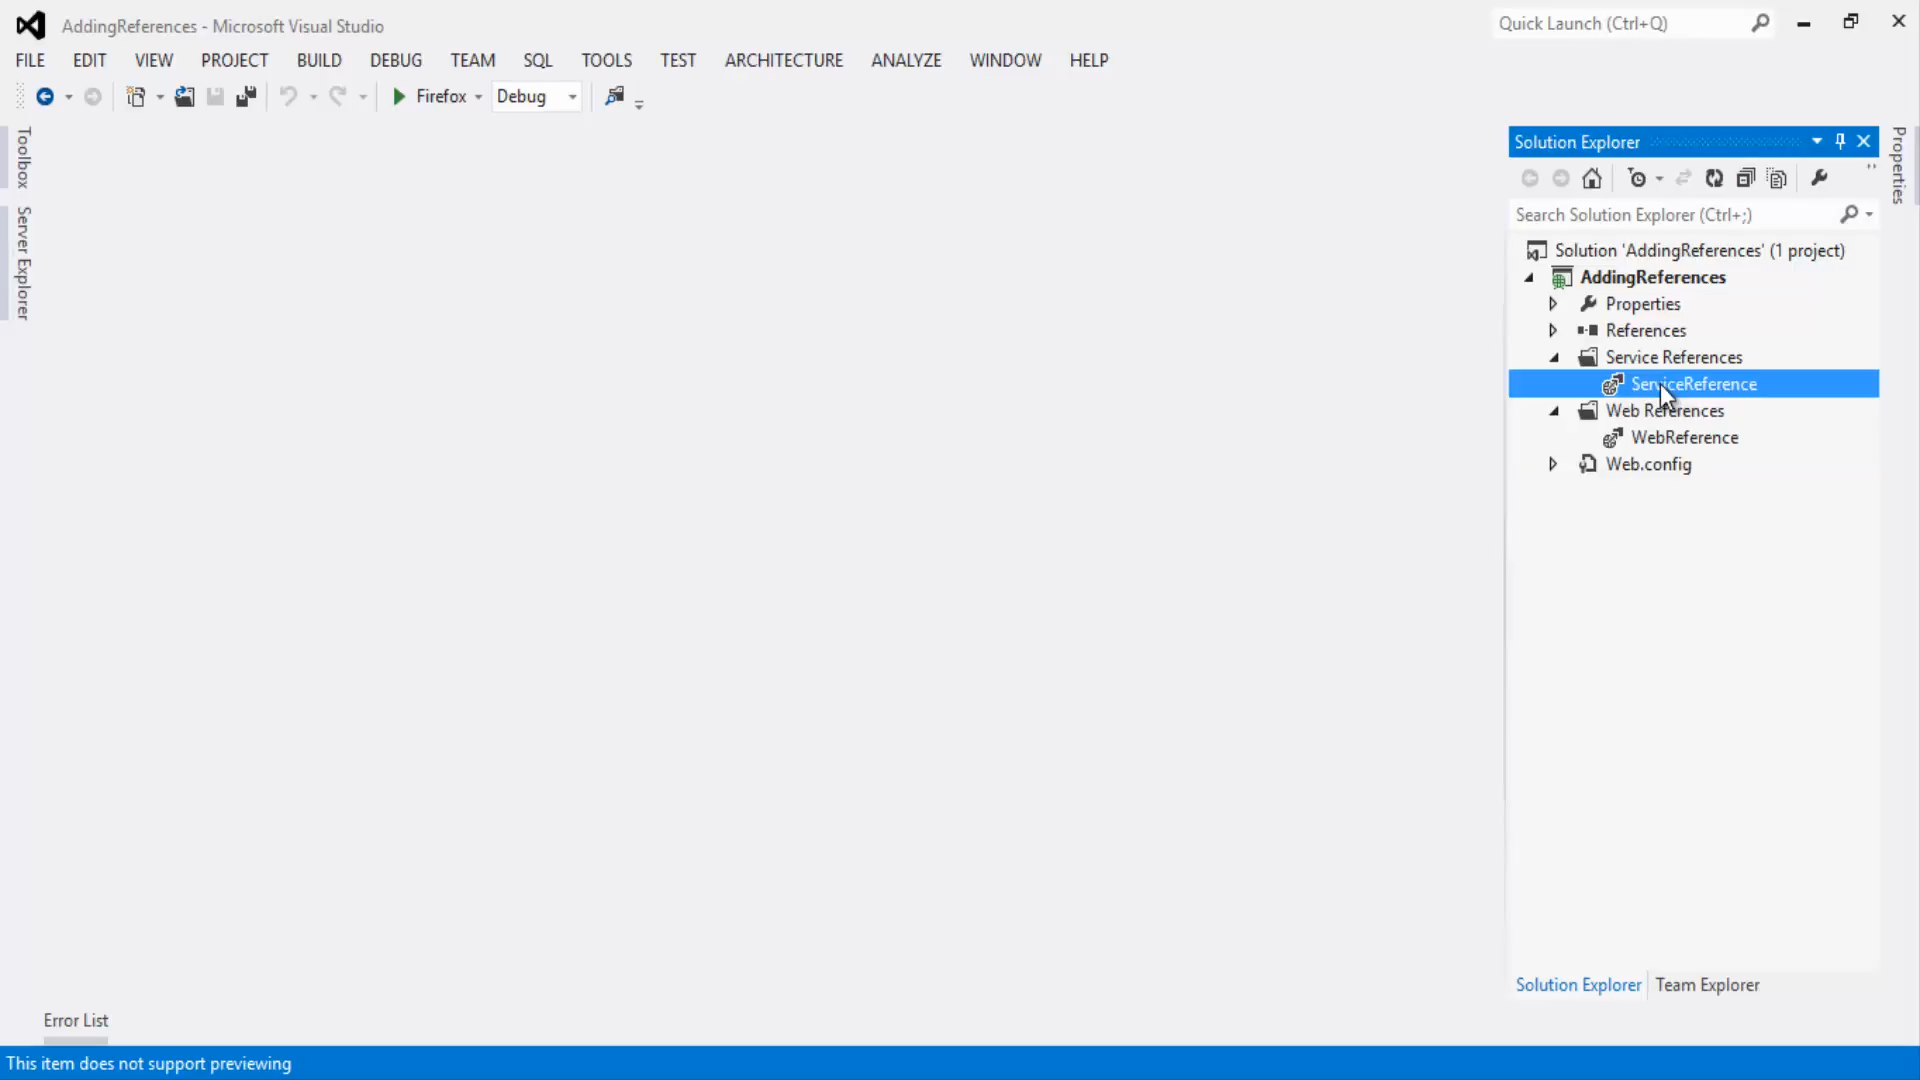 AddingReferences - Microsoft Visual Studio
Quick Launch (Ctrl+Q)
FILE EDIT VIEW PROJECT BUILD DEBUG TEAM SQL TOOLS TEST ARCHITECTURE ANALYZE WINDOW HELP
Firefox Debug
Toolbox
Server Explorer
Solution Explorer
Properties
Search Solution Explorer (Ctrl+;)
Solution 'AddingReferences' (1 project)
AddingReferences
Properties
References
Service References
ServiceReference
Web References
WebReference
Web.config
Solution Explorer Team Explorer
Error List
This item does not support previewing